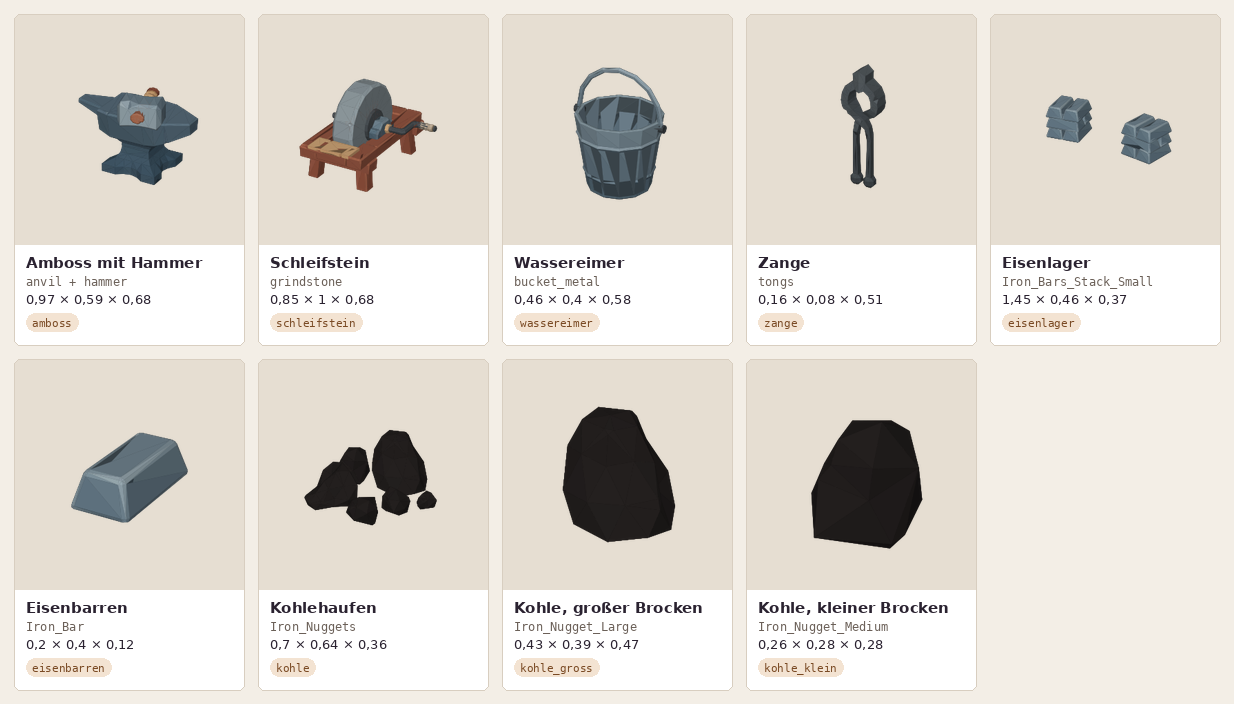 Amboss mit Hammer
anvil + hammer
0,97 × 0,59 × 0,68
amboss
Schleifstein
grindstone
0,85 × 1 × 0,68
schleifstein
Wassereimer
bucket_metal
0,46 × 0,4 × 0,58
wassereimer
Zange
tongs
0,16 × 0,08 × 0,51
zange
Eisenlager
Iron_Bars_Stack_Small
1,45 × 0,46 × 0,37
eisenlager
Eisenbarren
Iron_Bar
0,2 × 0,4 × 0,12
eisenbarren
Kohlehaufen
Iron_Nuggets
0,7 × 0,64 × 0,36
kohle
Kohle, großer Brocken
Iron_Nugget_Large
0,43 × 0,39 × 0,47
kohle_gross
Kohle, kleiner Brocken
Iron_Nugget_Medium
0,26 × 0,28 × 0,28
kohle_klein